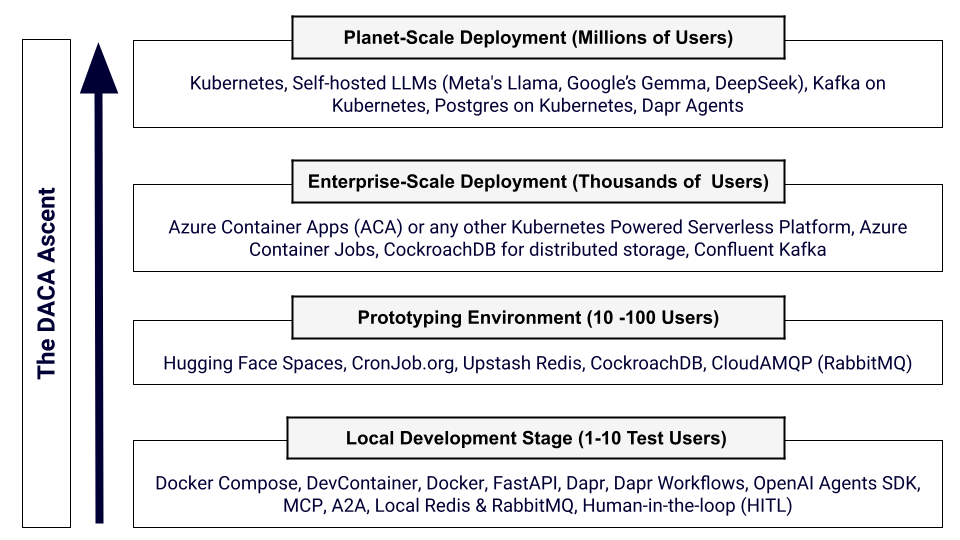 The DACA Ascent
Planet-Scale Deployment (Millions of Users)
Kubernetes, Self-hosted LLMs (Meta's Llama, Google’s Gemma, DeepSeek), Kafka on
Kubernetes, Postgres on Kubernetes, Dapr Agents
Enterprise-Scale Deployment (Thousands of  Users)
Azure Container Apps (ACA) or any other Kubernetes Powered Serverless Platform, Azure
Container Jobs, CockroachDB for distributed storage, Confluent Kafka
Prototyping Environment (10 -100 Users)
Hugging Face Spaces, CronJob.org, Upstash Redis, CockroachDB, CloudAMQP (RabbitMQ)
Local Development Stage (1-10 Test Users)
Docker Compose, DevContainer, Docker, FastAPI, Dapr, Dapr Workflows, OpenAI Agents SDK,
MCP, A2A, Local Redis & RabbitMQ, Human-in-the-loop (HITL)